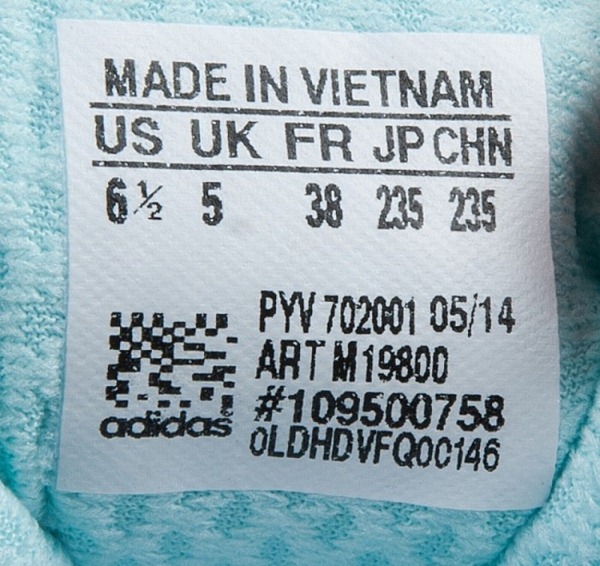 MADE IN VIETNAM
US UK FR JP CHN
6½ 5 38 235 235
PYV 702001 05/14
ART M19800
#109500758
0LDHDVFQ00146
adidas